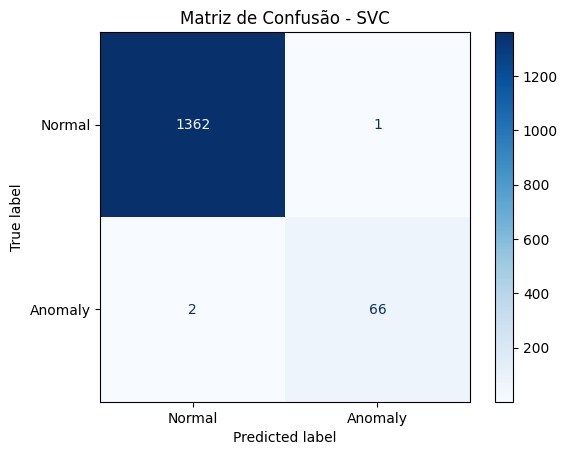 Matriz de Confusão - SVC
True label
Normal
1362
1
Anomaly
2
66
Normal
Anomaly
Predicted label
1200
1000
800
600
400
200